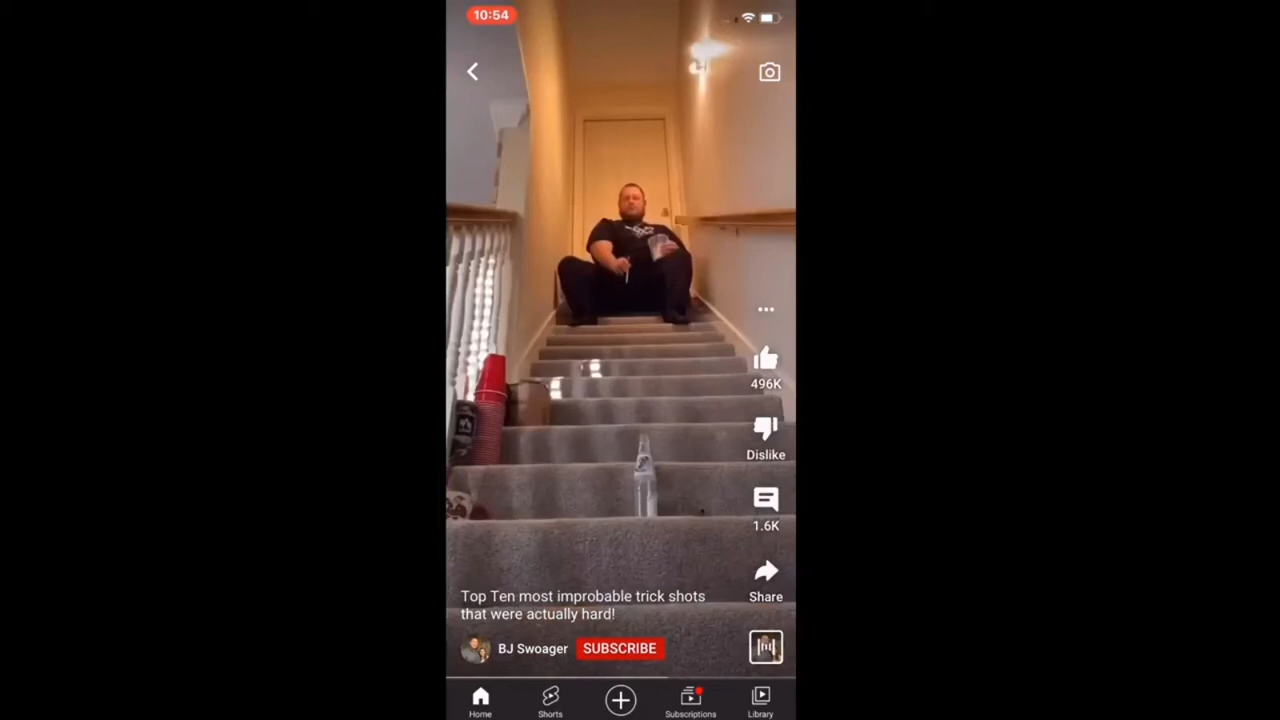 10:54
496K
Dislike
1.6K
Share
Top Ten most improbable trick shots
that were actually hard!
BJ Swoager SUBSCRIBE
Home Shorts Subscriptions Library